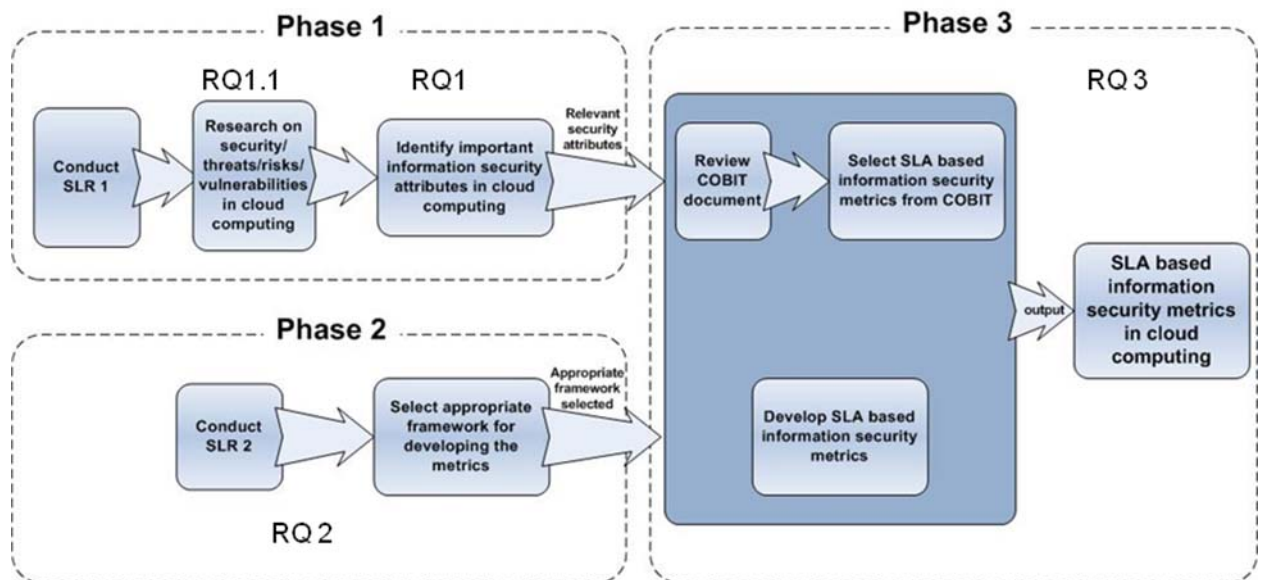 Phase 1
RQ1.1
RQ1
Conduct
SLR 1
Research on
security/
threats/risks/
vulnerabilities
in cloud
computing
Identify important
information security
attributes in cloud
computing
Relevant
security
attributes
Phase 2
Conduct
SLR 2
Select appropriate
framework for
developing the
metrics
Appropriate
framework
selected
RQ 2
Phase 3
RQ 3
Review
COBIT
document
Select SLA based
information security
metrics from COBIT
Develop SLA based
information security
metrics
output
SLA based
information
security metrics
in cloud
computing